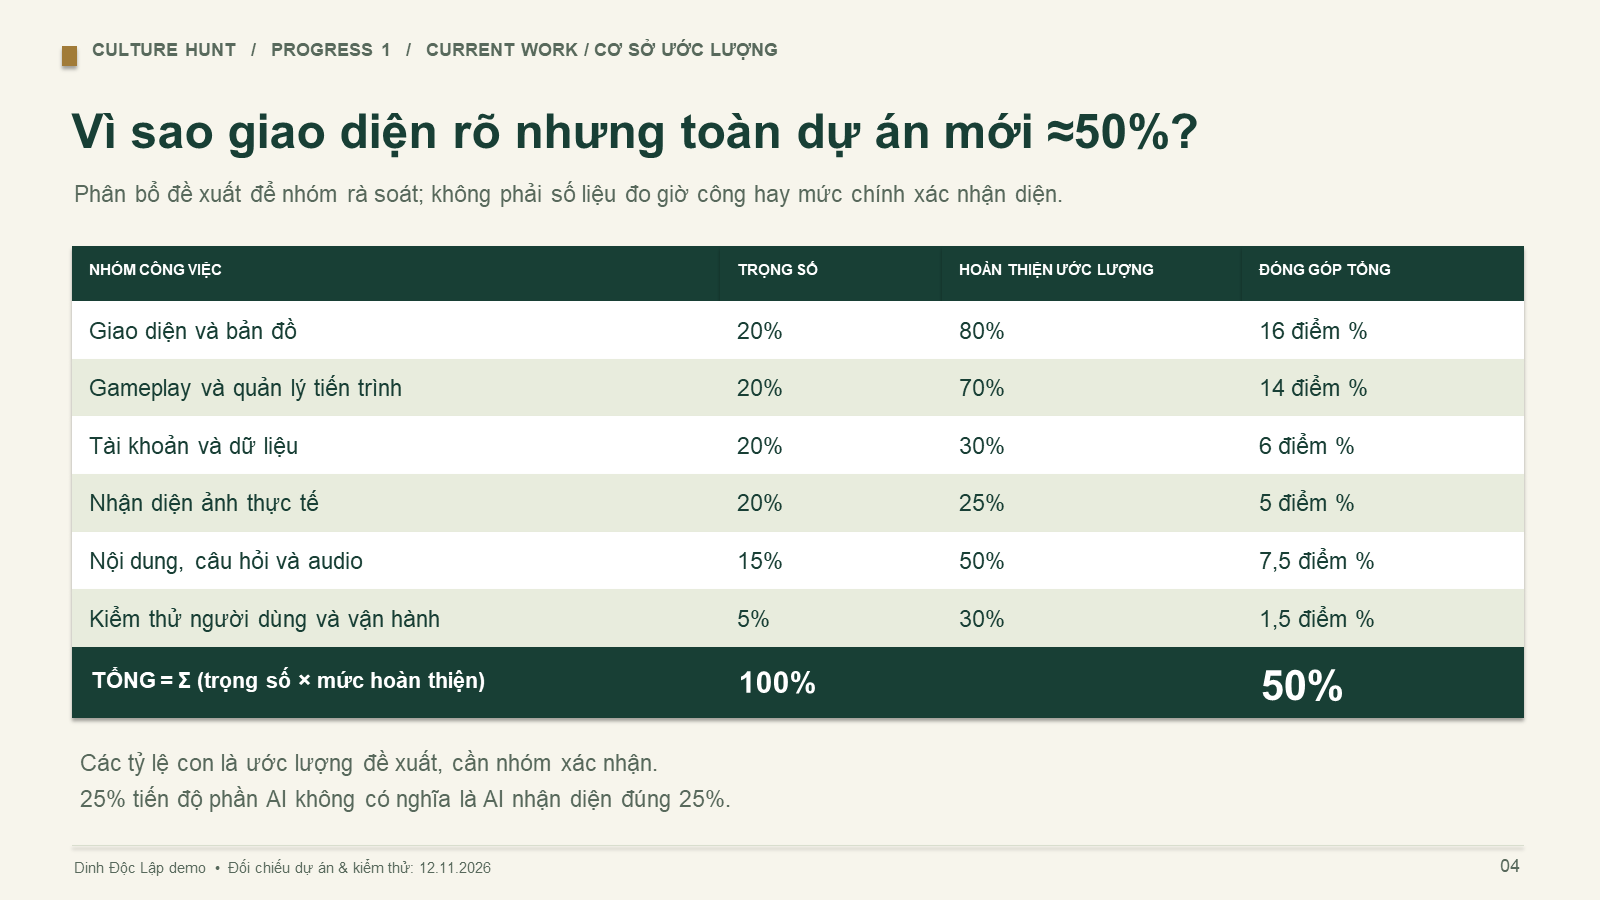 CULTURE HUNT / PROGRESS 1 / CURRENT WORK / CƠ SỞ ƯỚC LƯỢNG
Vì sao giao diện rõ nhưng toàn dự án mới ≈50%?
Phân bổ đề xuất để nhóm rà soát; không phải số liệu đo giờ công hay mức chính xác nhận diện.
NHÓM CÔNG VIỆC TRỌNG SỐ HOÀN THIỆN ƯỚC LƯỢNG ĐÓNG GÓP TỔNG
Giao diện và bản đồ 20% 80% 16 điểm %
Gameplay và quản lý tiến trình 20% 70% 14 điểm %
Tài khoản và dữ liệu 20% 30% 6 điểm %
Nhận diện ảnh thực tế 20% 25% 5 điểm %
Nội dung, câu hỏi và audio 15% 50% 7,5 điểm %
Kiểm thử người dùng và vận hành 5% 30% 1,5 điểm %
TỔNG = Σ (trọng số × mức hoàn thiện) 100% 50%
Các tỷ lệ con là ước lượng đề xuất, cần nhóm xác nhận.
25% tiến độ phần AI không có nghĩa là AI nhận diện đúng 25%.
Dinh Độc Lập demo • Đối chiếu dự án & kiểm thử: 12.11.2026 04